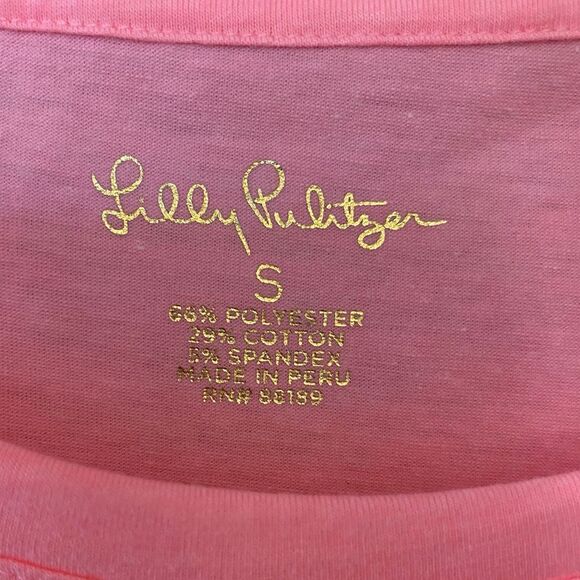 Lilly Pulitzer
S
66% POLYESTER
29% COTTON
5% SPANDEX
MADE IN PERU
RN# 88189